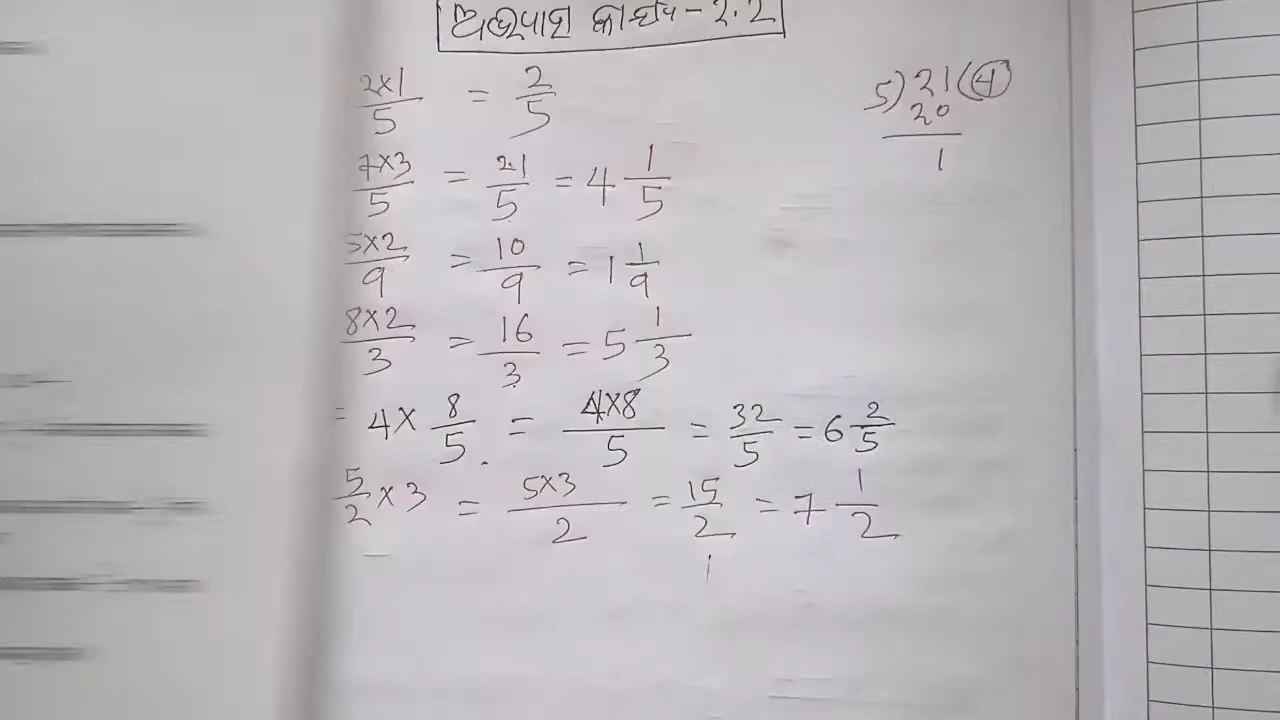 ଅଭ୍ୟାସ କାର୍ଯ୍ୟ - 2.2
2×1/5 = 2/5
7×3/5 = 21/5 = 4 1/5
5×2/9 = 10/9 = 1 1/9
8×2/3 = 16/3 = 5 1/3
= 4 × 8/5 = 4×8/5 = 32/5 = 6 2/5
5/2 × 3 = 5×3/2 = 15/2 = 7 1/2
5) 21 (4
20
1